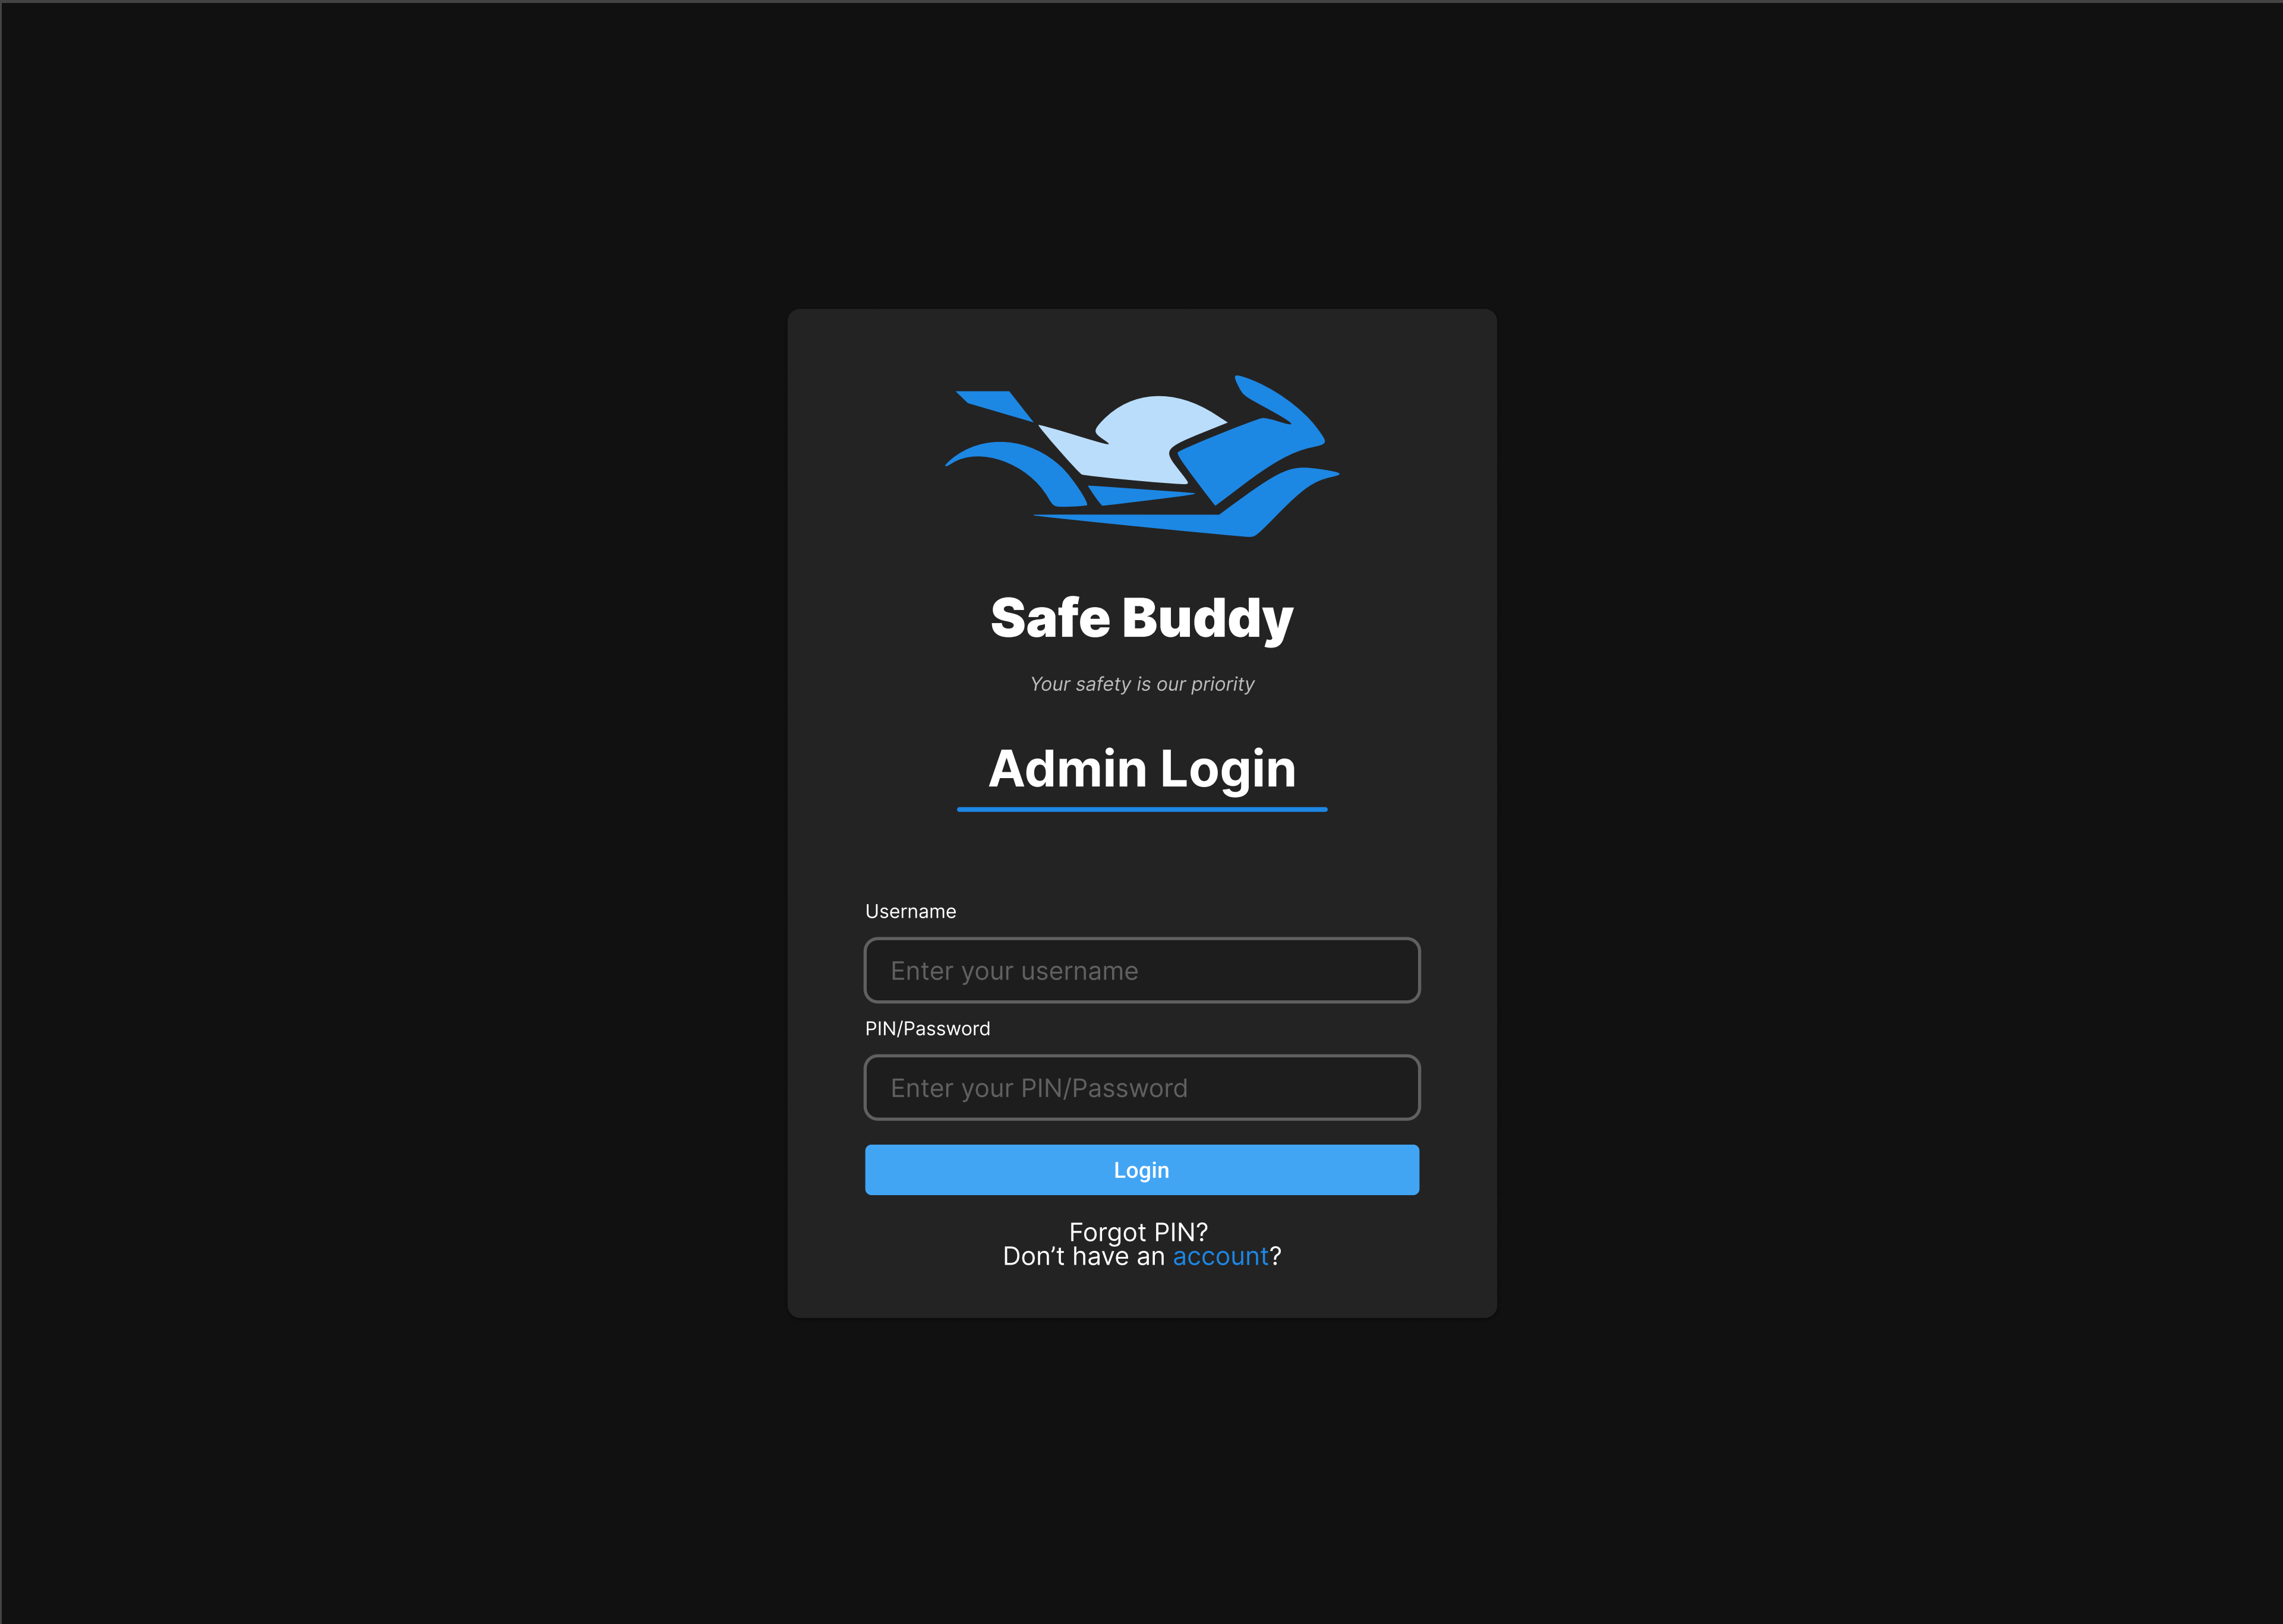 Safe Buddy
Your safety is our priority
Admin Login
Username
Enter your username
PIN/Password
Enter your PIN/Password
Login
Forgot PIN?
Don’t have an account?